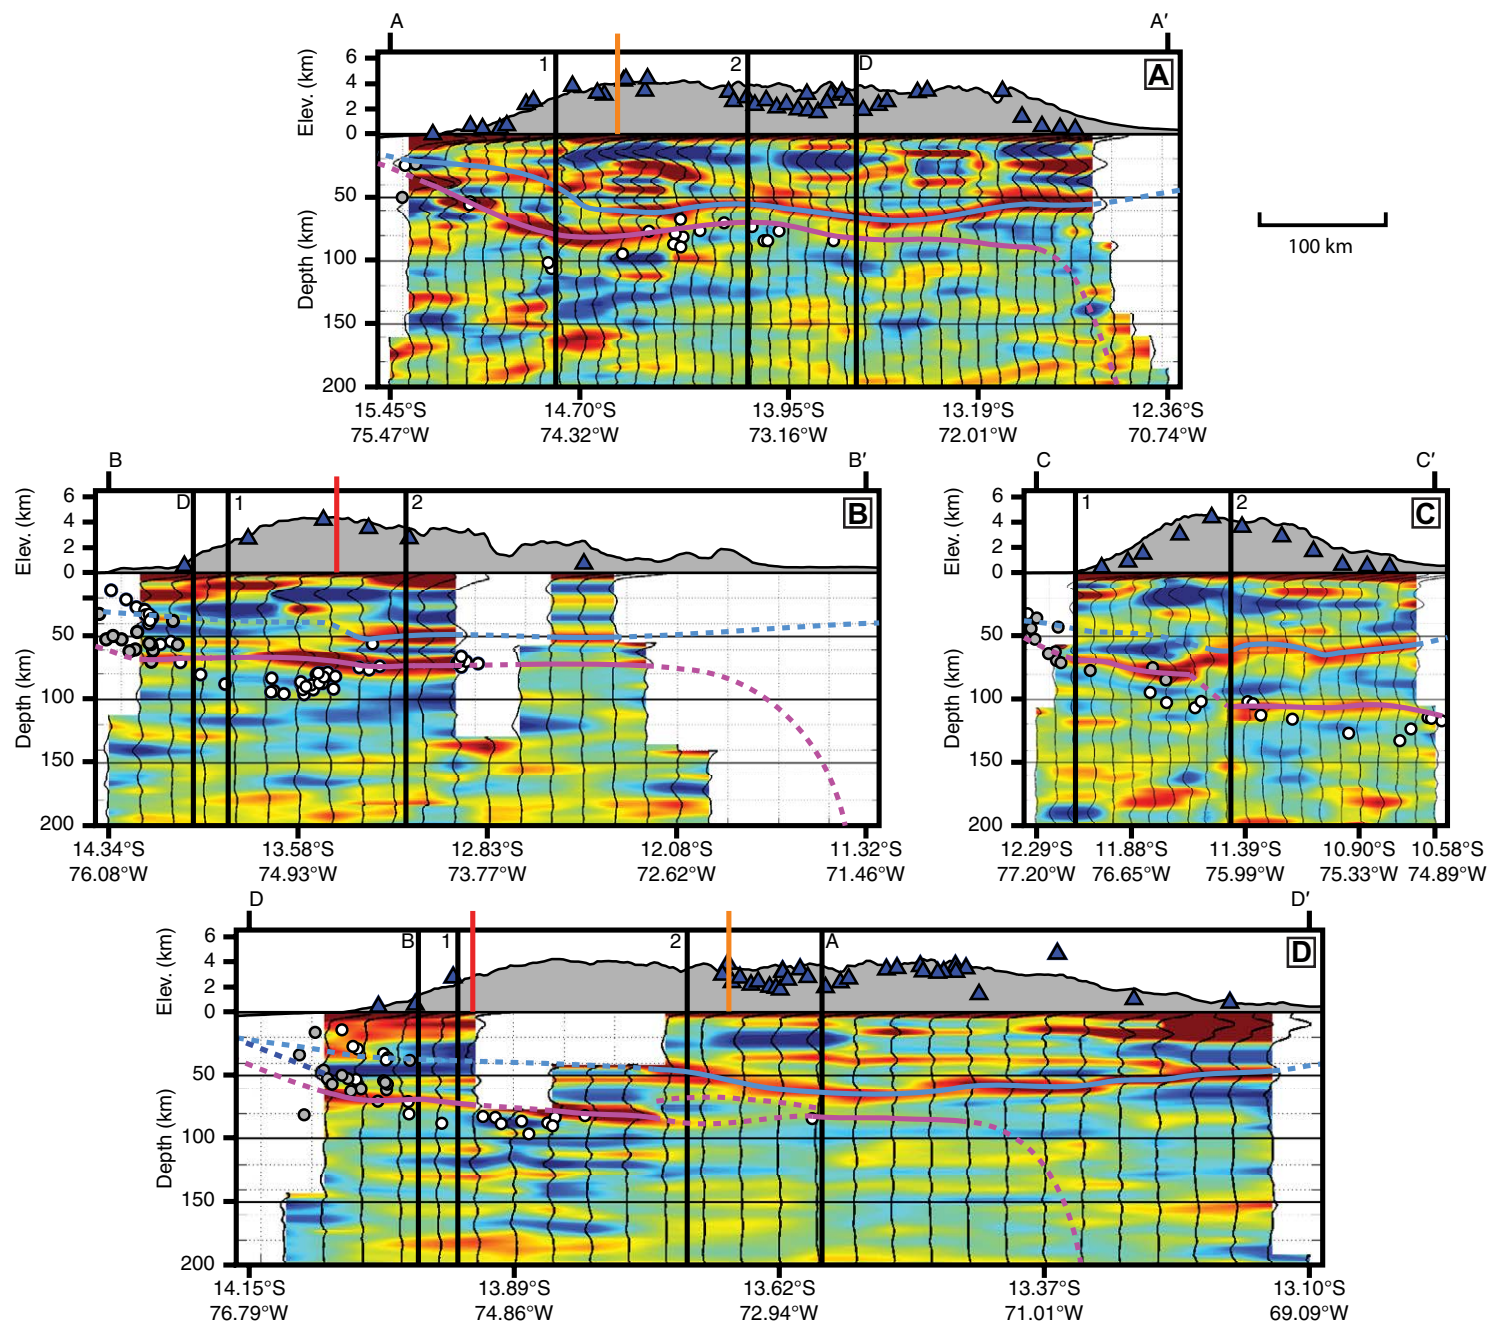 A
A′
6
4
2
0
Elev. (km)
1
2
D
A
50
100
150
200
Depth (km)
100 km
15.45°S
14.70°S
13.95°S
13.19°S
12.36°S
75.47°W
74.32°W
73.16°W
72.01°W
70.74°W
B
B′
6
4
2
0
Elev. (km)
D
1
2
B
50
100
150
200
Depth (km)
14.34°S
13.58°S
12.83°S
12.08°S
11.32°S
76.08°W
74.93°W
73.77°W
72.62°W
71.46°W
C
C′
6
4
2
0
Elev. (km)
1
2
C
50
100
150
200
Depth (km)
12.29°S
11.88°S
11.39°S
10.90°S
10.58°S
77.20°W
76.65°W
75.99°W
75.33°W
74.89°W
D
D′
6
4
2
0
Elev. (km)
B
1
2
A
D
50
100
150
200
Depth (km)
14.15°S
13.89°S
13.62°S
13.37°S
13.10°S
76.79°W
74.86°W
72.94°W
71.01°W
69.09°W